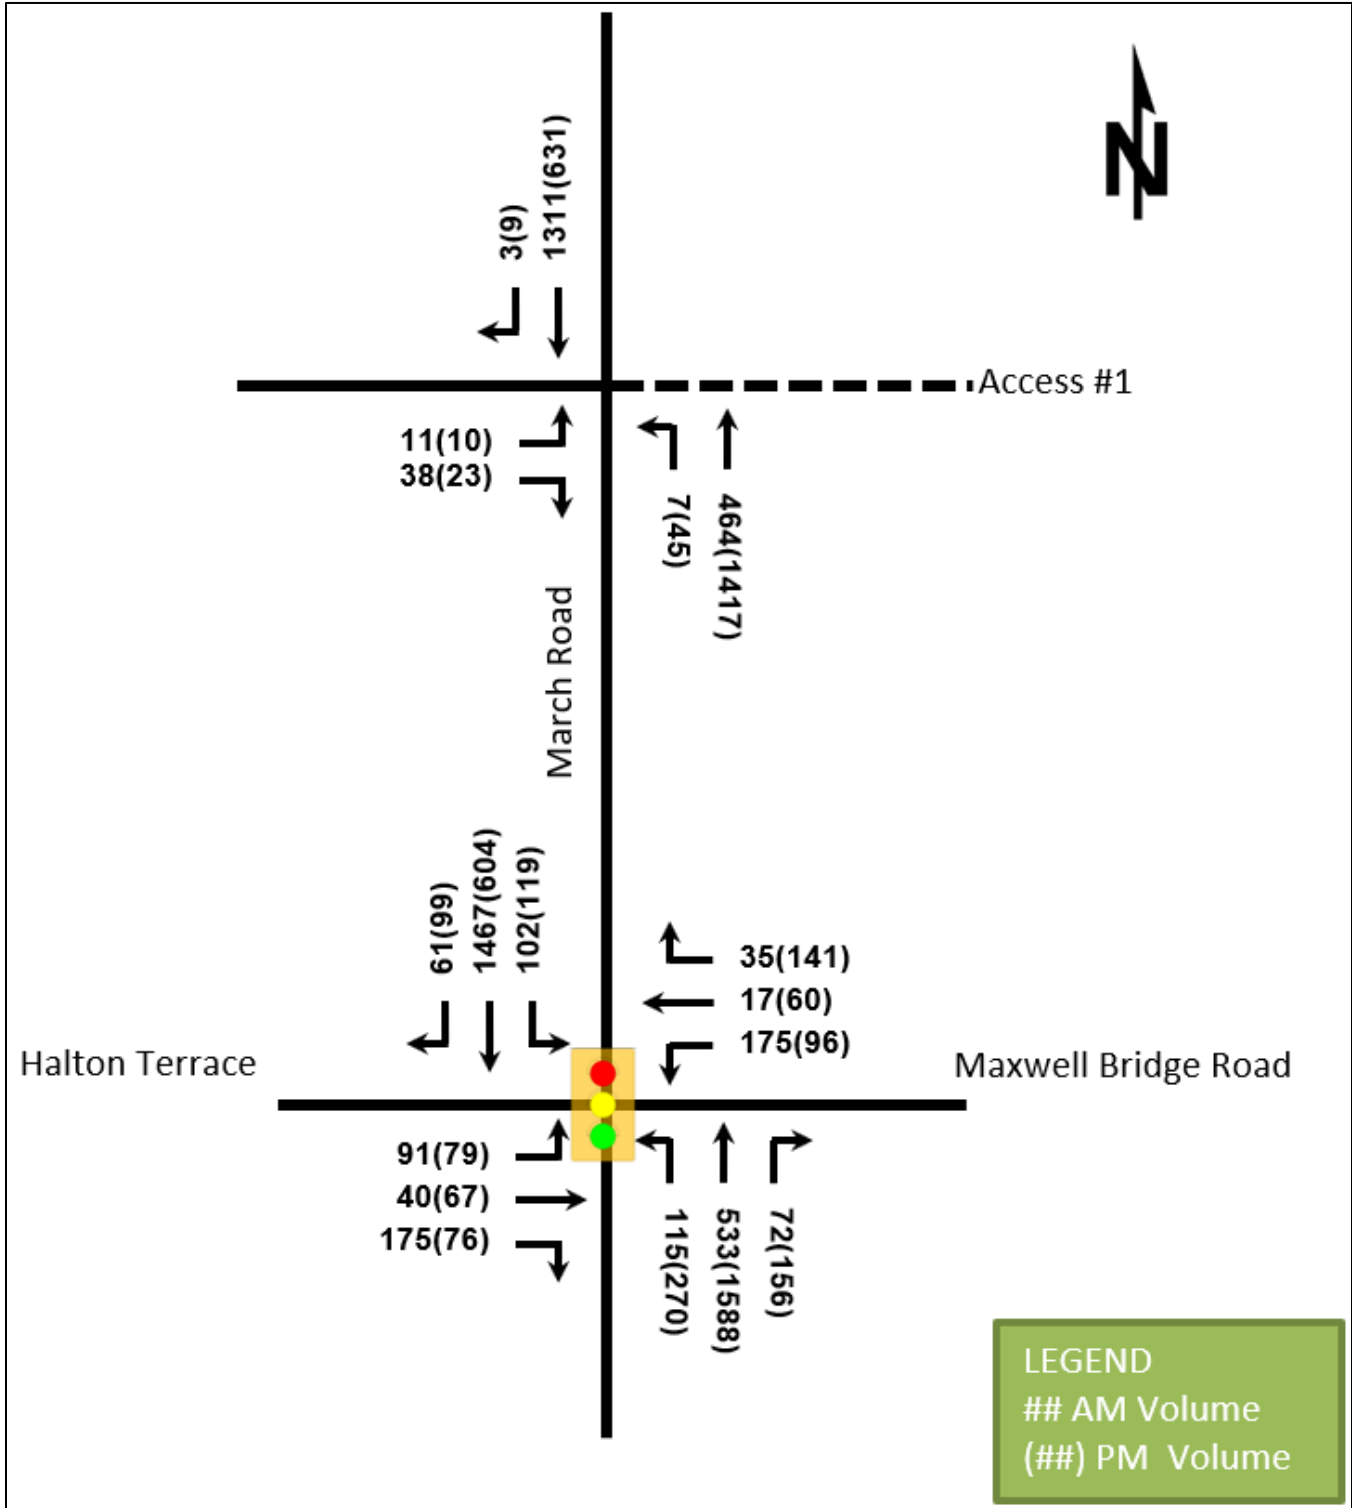 N
3(9)
1311(631)
Access #1
11(10)
38(23)
7(45)
464(1417)
March Road
61(99)
1467(604)
102(119)
35(141)
17(60)
175(96)
Halton Terrace
Maxwell Bridge Road
91(79)
40(67)
175(76)
115(270)
533(1588)
72(156)
LEGEND
## AM Volume
(##) PM Volume